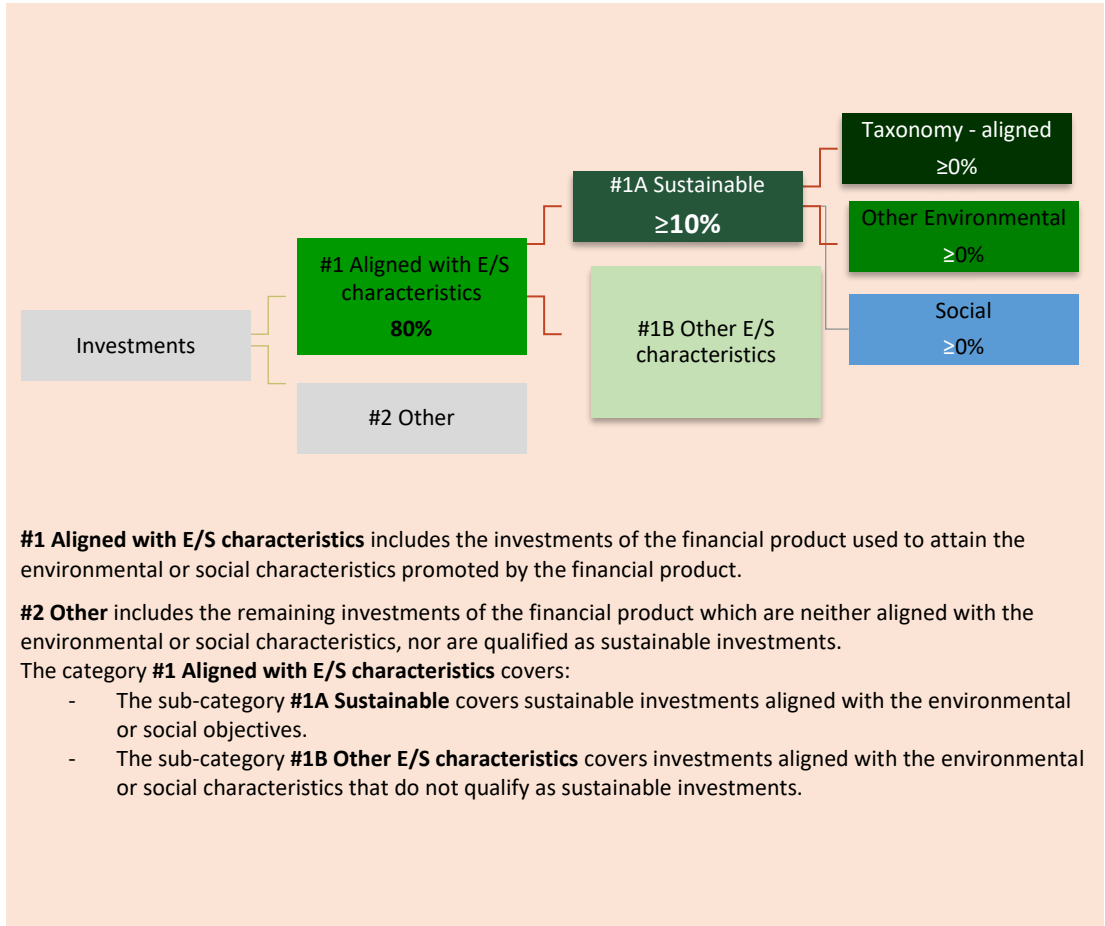 Taxonomy - aligned
≥0%
#1A Sustainable
≥10%
Other Environmental
≥0%
#1 Aligned with E/S
characteristics
80%
Social
≥0%
#1B Other E/S
characteristics
Investments
#2 Other
#1 Aligned with E/S characteristics includes the investments of the financial product used to attain the
environmental or social characteristics promoted by the financial product.
#2 Other includes the remaining investments of the financial product which are neither aligned with the
environmental or social characteristics, nor are qualified as sustainable investments.
The category #1 Aligned with E/S characteristics covers:
- The sub-category #1A Sustainable covers sustainable investments aligned with the environmental
or social objectives.
- The sub-category #1B Other E/S characteristics covers investments aligned with the environmental
or social characteristics that do not qualify as sustainable investments.